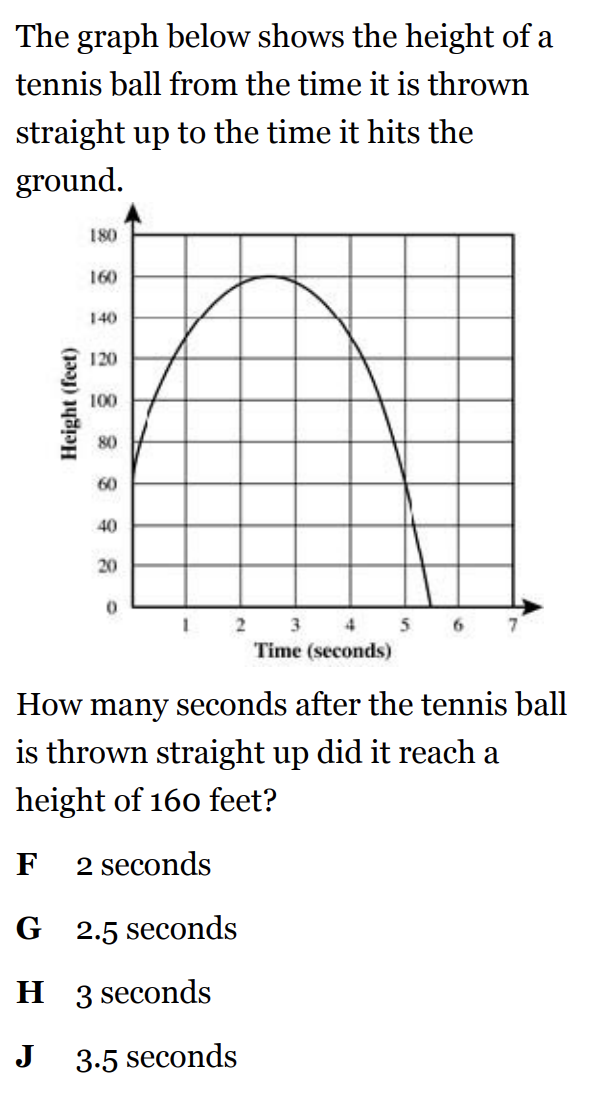 The graph below shows the height of a
tennis ball from the time it is thrown
straight up to the time it hits the
ground.
180
160
140
120
100
80
60
40
20
0
Height (feet)
1 2 3 4 5 6 7
Time (seconds)
How many seconds after the tennis ball
is thrown straight up did it reach a
height of 160 feet?
F 2 seconds
G 2.5 seconds
H 3 seconds
J 3.5 seconds